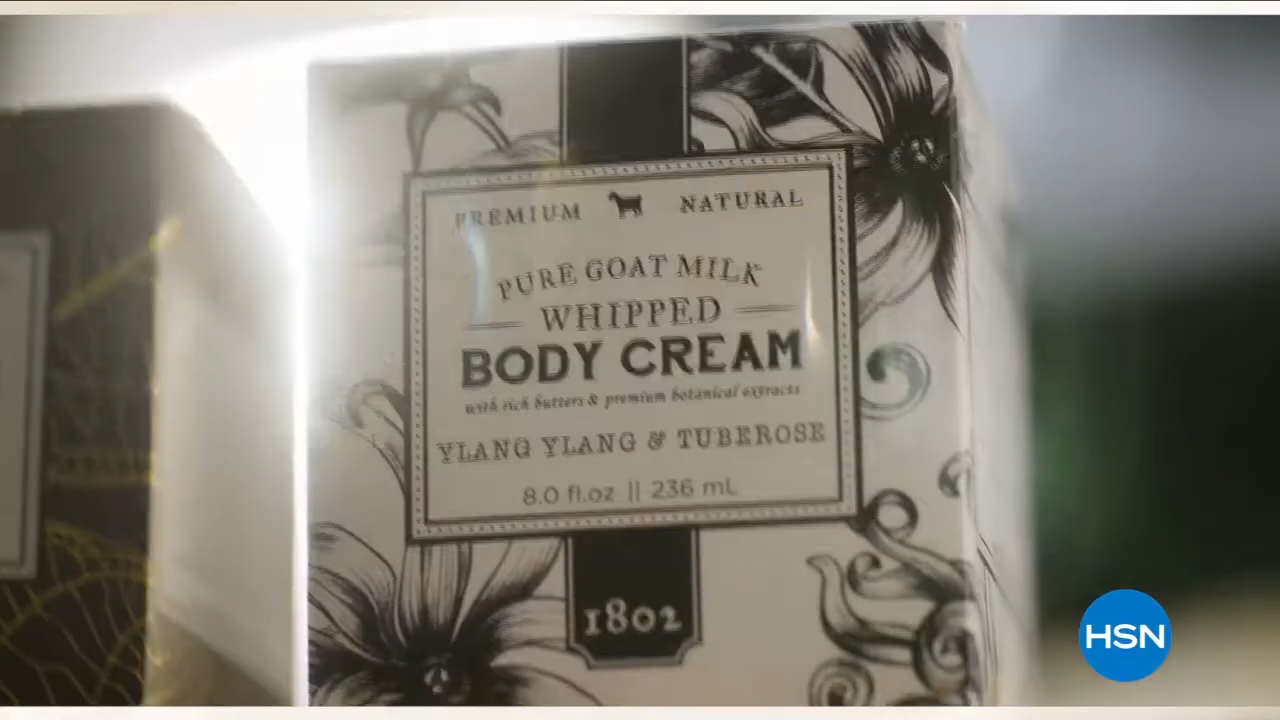 PREMIUM NATURAL
PURE GOAT MILK
WHIPPED
BODY CREAM
with rich butters & premium botanical extracts
YLANG YLANG & TUBEROSE
8.0 fl.oz || 236 mL
1802
HSN